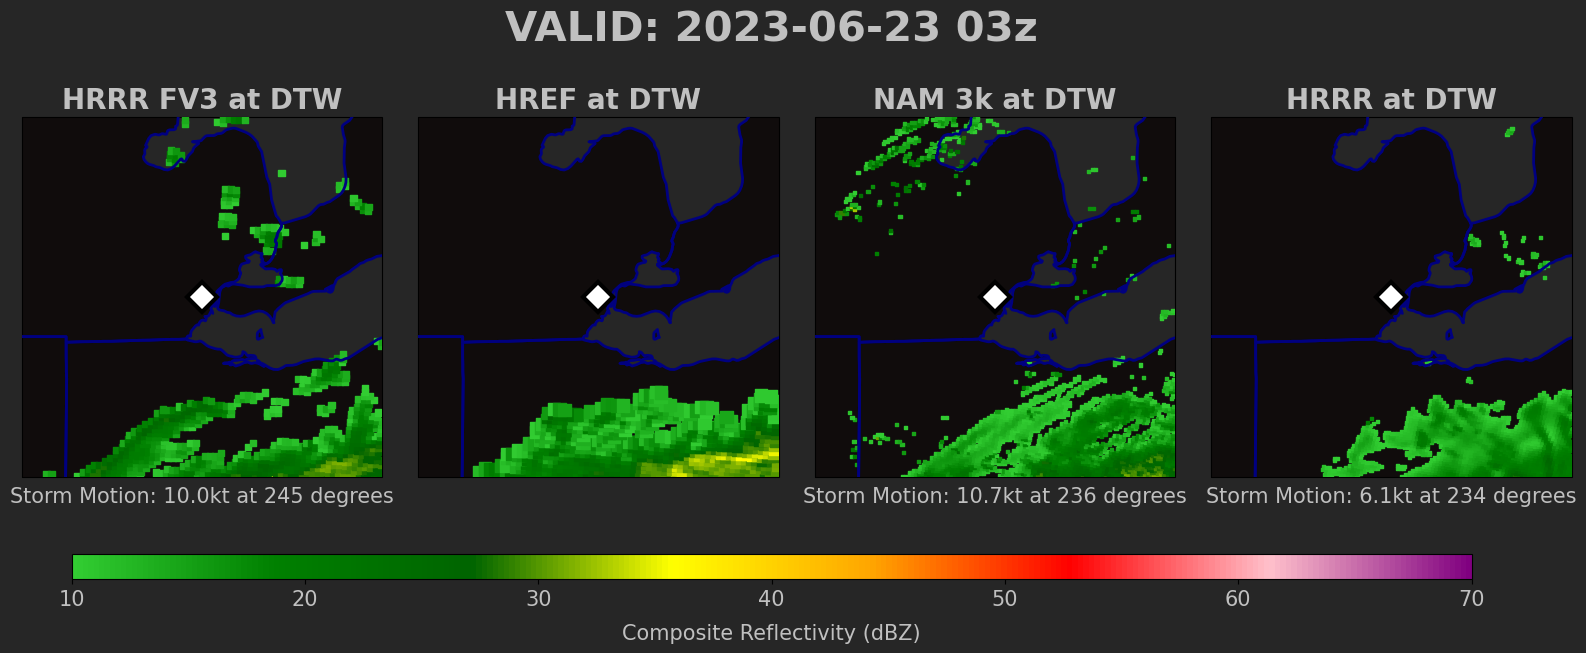 VALID: 2023-06-23 03z
HRRR FV3 at DTW
HREF at DTW
NAM 3k at DTW
HRRR at DTW
Storm Motion: 10.0kt at 245 degrees
Storm Motion: 10.7kt at 236 degrees
Storm Motion: 6.1kt at 234 degrees
10 20 30 40 50 60 70
Composite Reflectivity (dBZ)